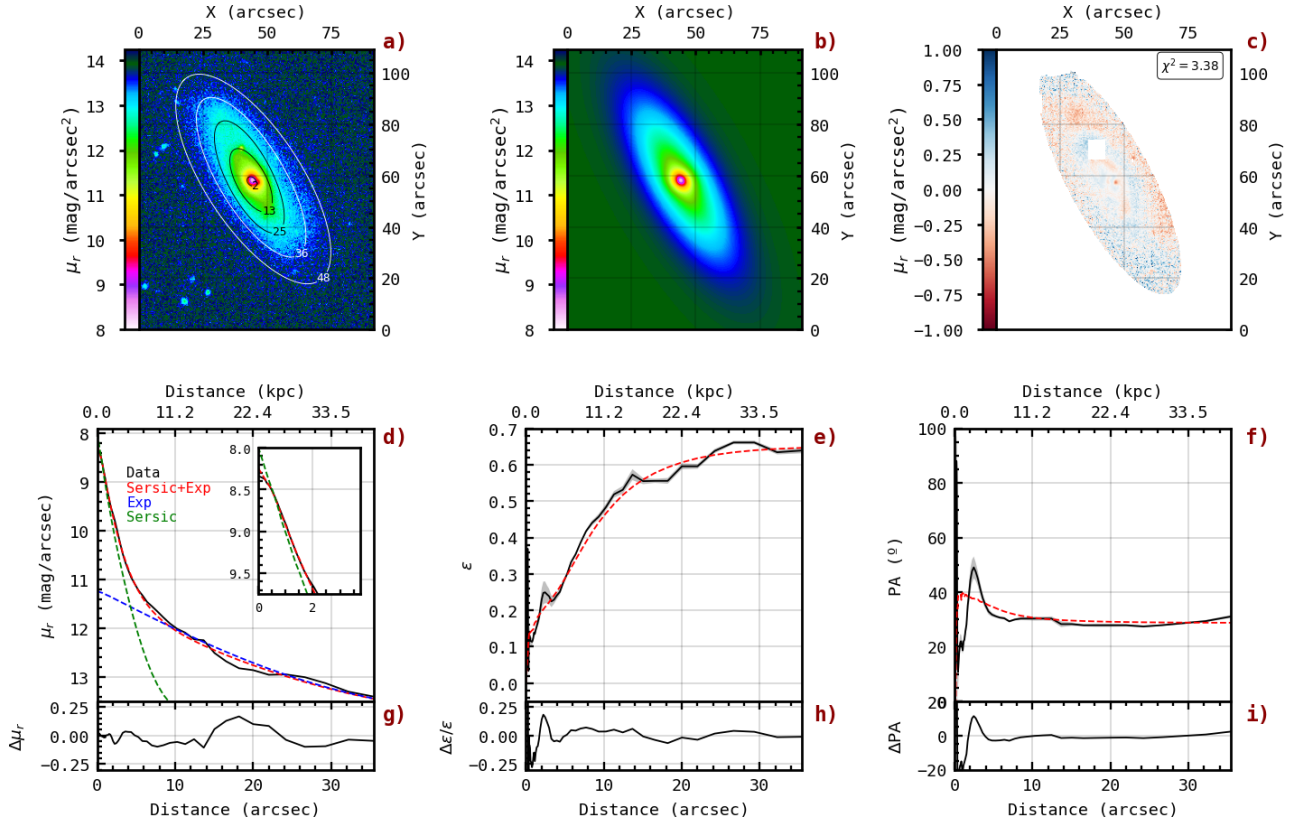 X (arcsec) X (arcsec) X (arcsec)
0 25 50 75 0 25 50 75 0 25 50 75
a) b) c)
14 13 12 11 10 9 8
μr (mag/arcsec²)
2
13
25
36
48
100 80 60 40 20 0
Y (arcsec)
14 13 12 11 10 9 8
μr (mag/arcsec²)
100 80 60 40 20 0
Y (arcsec)
1.00 0.75 0.50 0.25 0.00 −0.25 −0.50 −0.75 −1.00
μr (mag/arcsec²)
χ² = 3.38
100 80 60 40 20 0
Y (arcsec)
Distance (kpc) Distance (kpc) Distance (kpc)
0.0 11.2 22.4 33.5 0.0 11.2 22.4 33.5 0.0 11.2 22.4 33.5
d) e) f)
8 9 10 11 12 13
μr (mag/arcsec)
Data
Sersic+Exp
Exp
Sersic
8.0 8.5 9.0 9.5
0 2
0.7 0.6 0.5 0.4 0.3 0.2 0.1 0.0
ε
100 80 60 40 20 0
PA (º)
g) h) i)
0.25 0.00 −0.25
Δμr
0.25 0.00 −0.25
Δε/ε
20 0 −20
ΔPA
0 10 20 30 0 10 20 30 0 10 20 30
Distance (arcsec) Distance (arcsec) Distance (arcsec)